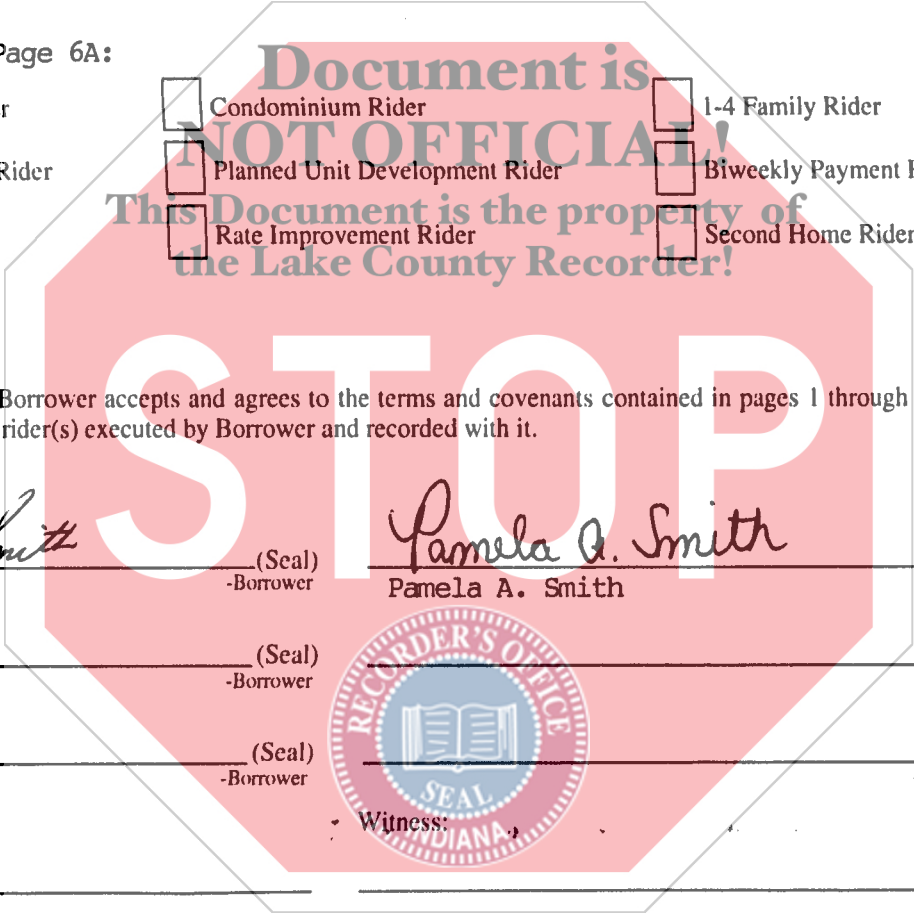 Page 6A:
Document is
Condominium Rider 1-4 Family Rider
NOT OFFICIAL!
Rider Planned Unit Development Rider Biweekly Payment
This Document is the property of
Rate Improvement Rider Second Home Rider
the Lake County Recorder!
STOP
Borrower accepts and agrees to the terms and covenants contained in pages 1 through
rider(s) executed by Borrower and recorded with it.
Pamela A. Smith
(Seal)
-Borrower
Pamela A. Smith
RECORDER'S OFFICE
(Seal)
-Borrower
(Seal)
-Borrower
SEAL
Witness:
INDIANA